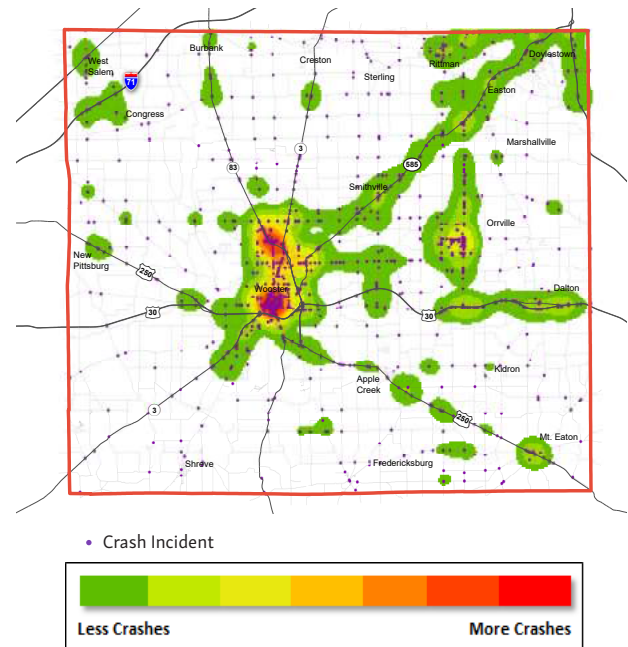 Burbank
Doylestown
West
Salem
Creston
Rittman
Sterling
71
Easton
Congress
Marshallville
3
585
83
Smithville
Orrville
New
Pittsburg
250
Wooster
Dalton
30
30
Kidron
Apple
Creek
3
250
Mt. Eaton
Shreve
Fredericksburg
• Crash Incident
Less Crashes
More Crashes